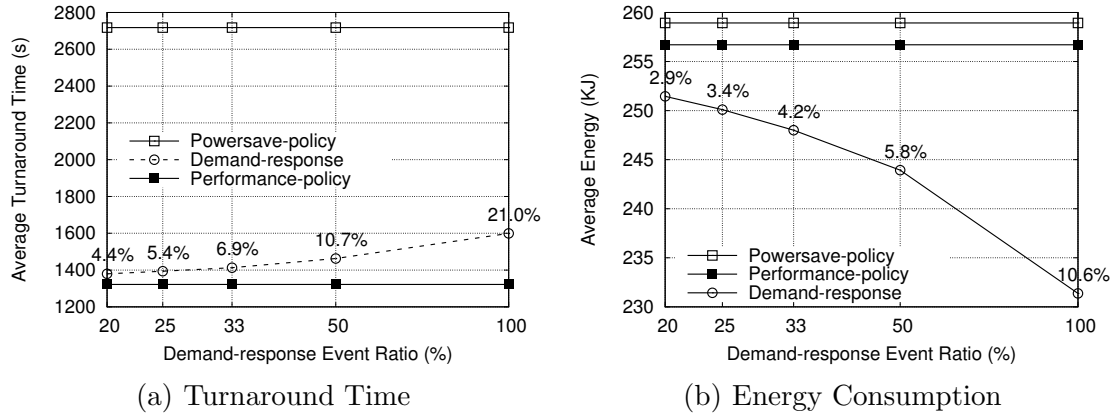 2800
2600
2400
2200
2000
1800
1600
1400
1200
Average Turnaround Time (s)
Powersave-policy
Demand-response
Performance-policy
4.4%
5.4%
6.9%
10.7%
21.0%
20 25 33 50 100
Demand-response Event Ratio (%)
(a) Turnaround Time
260
255
250
245
240
235
230
Average Energy (KJ)
2.9%
3.4%
4.2%
5.8%
10.6%
Powersave-policy
Performance-policy
Demand-response
20 25 33 50 100
Demand-response Event Ratio (%)
(b) Energy Consumption